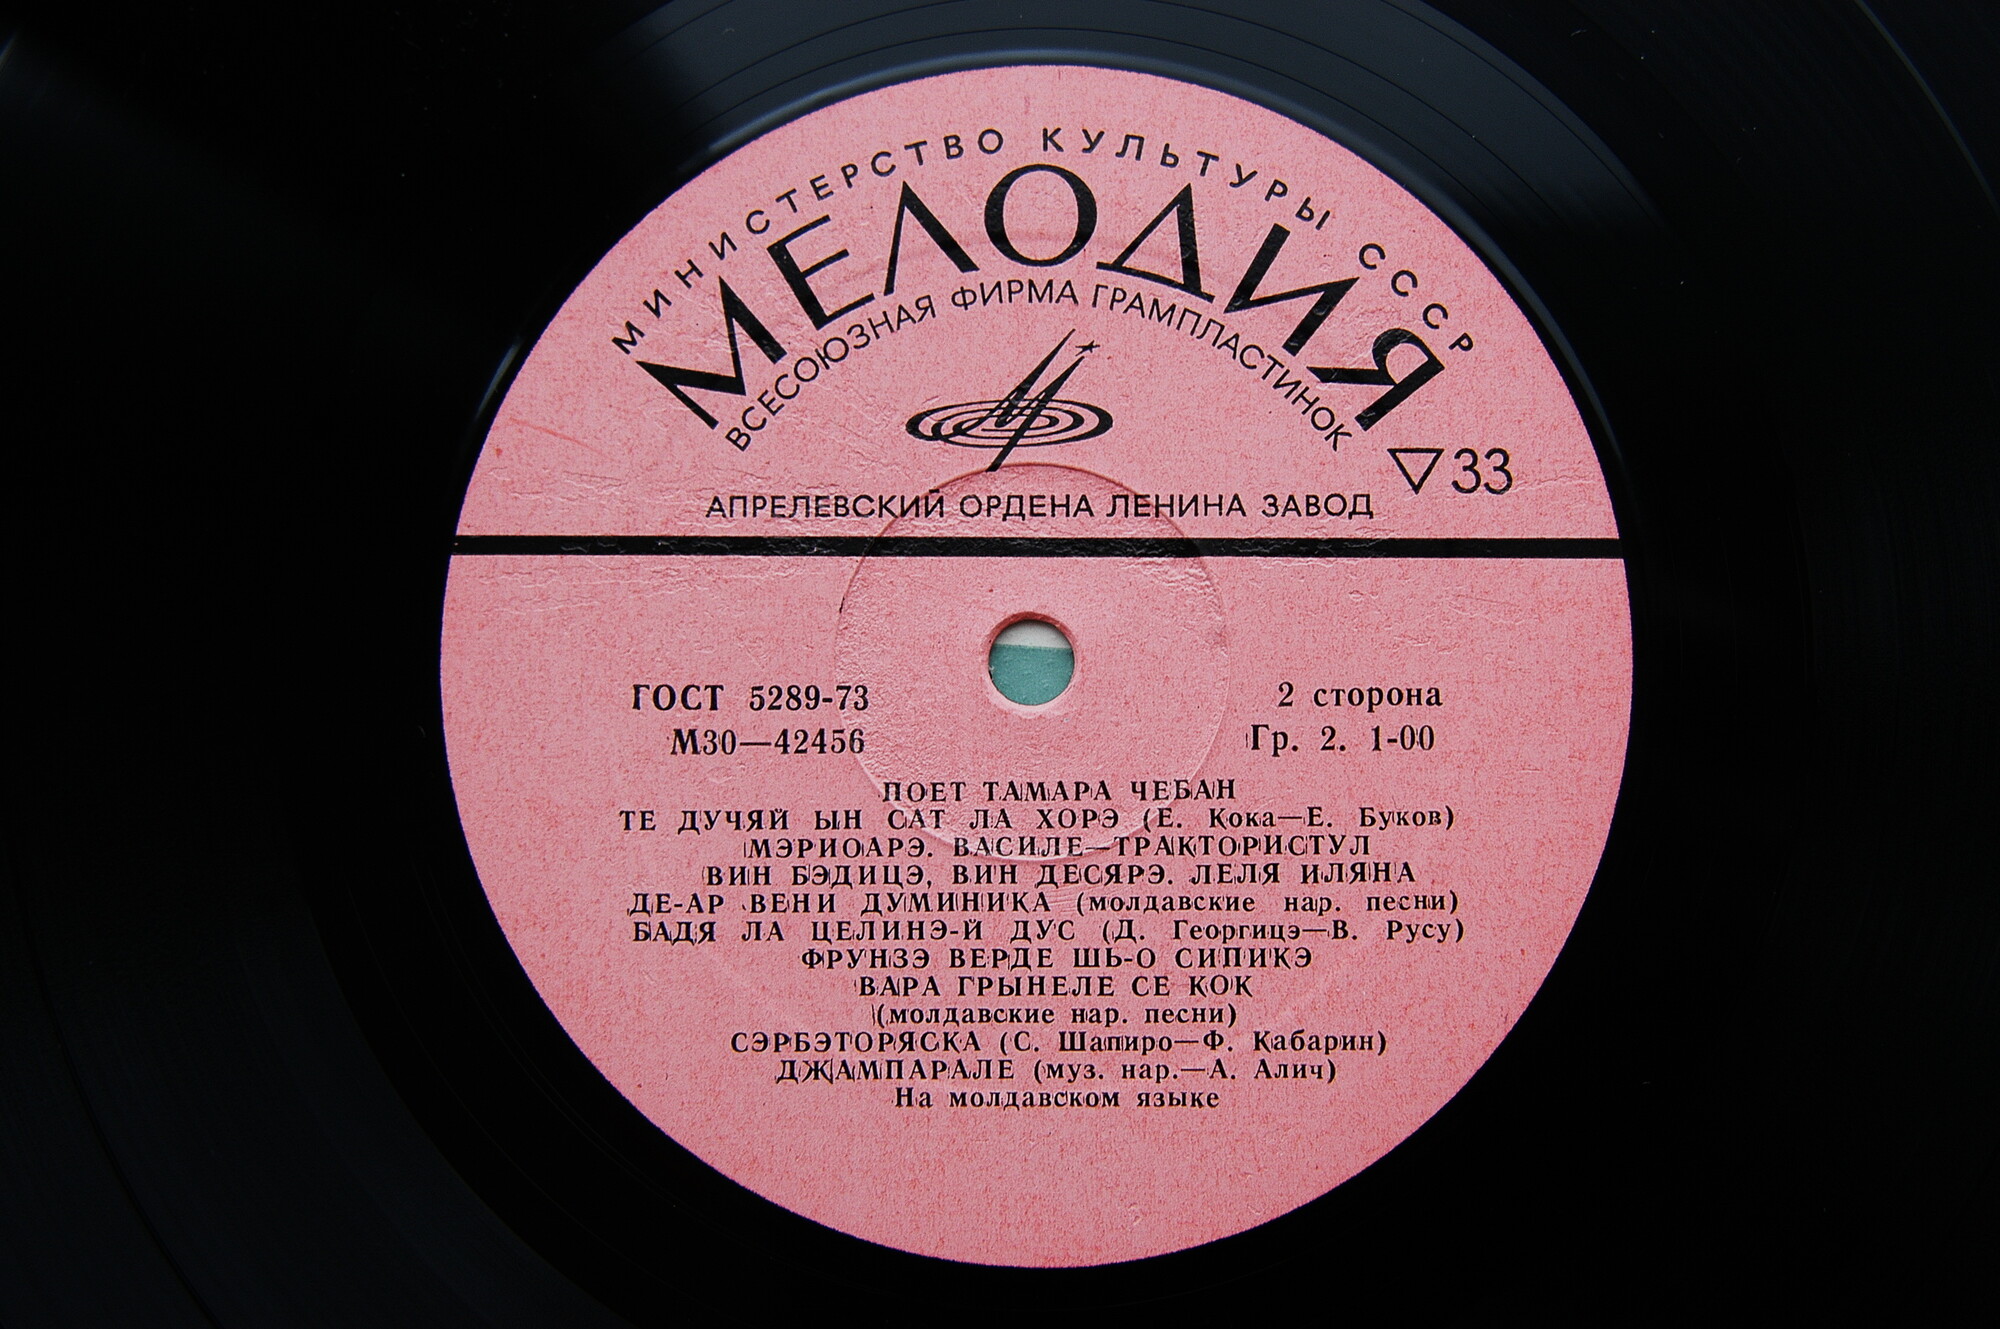 МИНИСТЕРСТВО КУЛЬТУРЫ СССР
МЕЛОДИЯ
ВСЕСОЮЗНАЯ ФИРМА ГРАМПЛАСТИНОК
33
АПРЕЛЕВСКИЙ ОРДЕНА ЛЕНИНА ЗАВОД
ГОСТ 5289-73
2 сторона
М30—42456
Гр. 2. 1-00
ПОЕТ ТАМАРА ЧЕБАН
ТЕ ДУЧЯЙ ЫН САТ ЛА ХОРЭ (Е. Кока—Е. Буков)
МЭРИОАРЭ. ВАСИЛЕ—ТРАКТОРИСТУЛ
ВИН БЭДИЦЭ, ВИН ДЕСЯРЭ. ЛЕЛЯ ИЛЯНА
ДЕ-АР ВЕНИ ДУМИНИКА (молдавские нар. песни)
БАДЯ ЛА ЦЕЛИНЭ-Й ДУС (Д. Георгицэ—В. Русу)
ФРУНЗЭ ВЕРДЕ ШЬ-О СИПИКЭ
ВАРА ГРЫНЕЛЕ СЕ КОК
(молдавские нар. песни)
СЭРБЭТОРЯСКА (С. Шапиро—Ф. Кабарин)
ДЖАМПАРАЛЕ (муз. нар.—А. Алич)
На молдавском языке